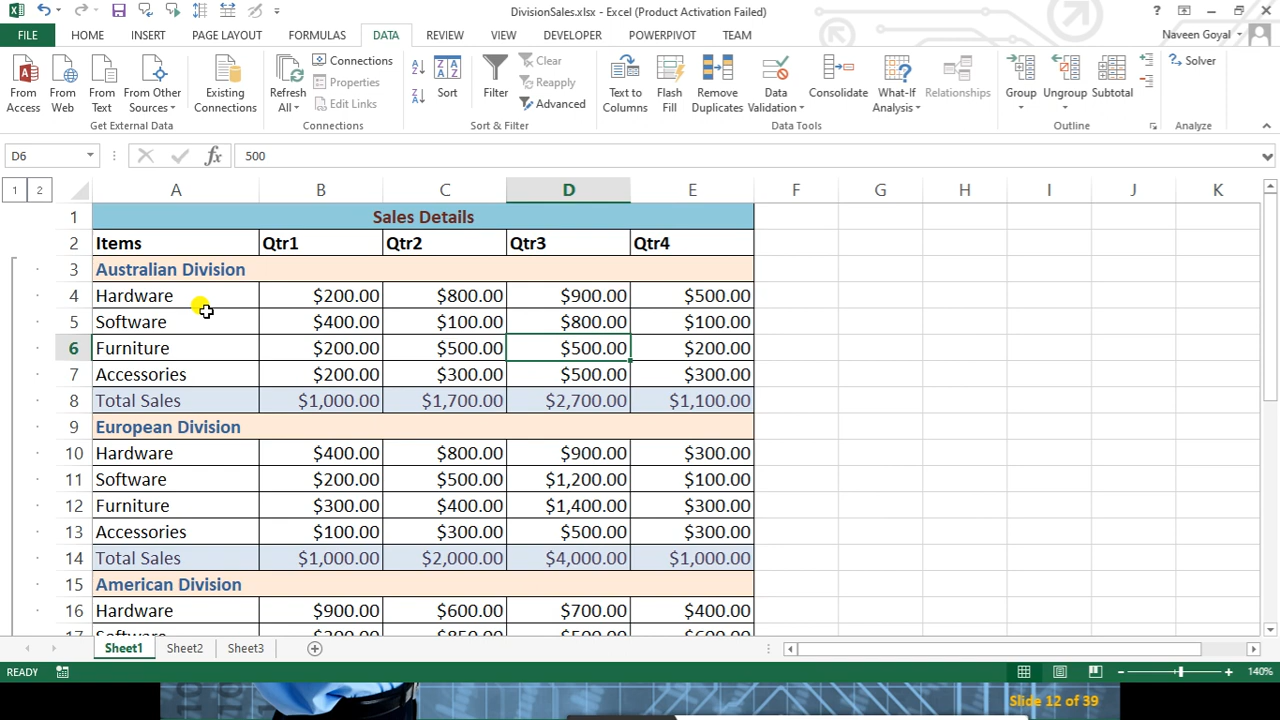 DivisionSales.xlsx - Excel (Product Activation Failed)
FILE HOME INSERT PAGE LAYOUT FORMULAS DATA REVIEW VIEW DEVELOPER POWERPIVOT TEAM Naveen Goyal
From Access From Web From Text From Other Sources Existing Connections Refresh All Connections Properties Edit Links Sort Filter Clear Reapply Advanced Text to Columns Flash Fill Remove Duplicates Data Validation Consolidate What-If Analysis Relationships Group Ungroup Subtotal Solver
Get External Data Connections Sort & Filter Data Tools Outline Analyze
D6 fx 500
1 2 A B C D E F G H I J K
1 Sales Details
2 Items Qtr1 Qtr2 Qtr3 Qtr4
3 Australian Division
4 Hardware $200.00 $800.00 $900.00 $500.00
5 Software $400.00 $100.00 $800.00 $100.00
6 Furniture $200.00 $500.00 $500.00 $200.00
7 Accessories $200.00 $300.00 $500.00 $300.00
8 Total Sales $1,000.00 $1,700.00 $2,700.00 $1,100.00
9 European Division
10 Hardware $400.00 $800.00 $900.00 $300.00
11 Software $200.00 $500.00 $1,200.00 $100.00
12 Furniture $300.00 $400.00 $1,400.00 $300.00
13 Accessories $100.00 $300.00 $500.00 $300.00
14 Total Sales $1,000.00 $2,000.00 $4,000.00 $1,000.00
15 American Division
16 Hardware $900.00 $600.00 $700.00 $400.00
Sheet1 Sheet2 Sheet3
READY 140%
Slide 12 of 39